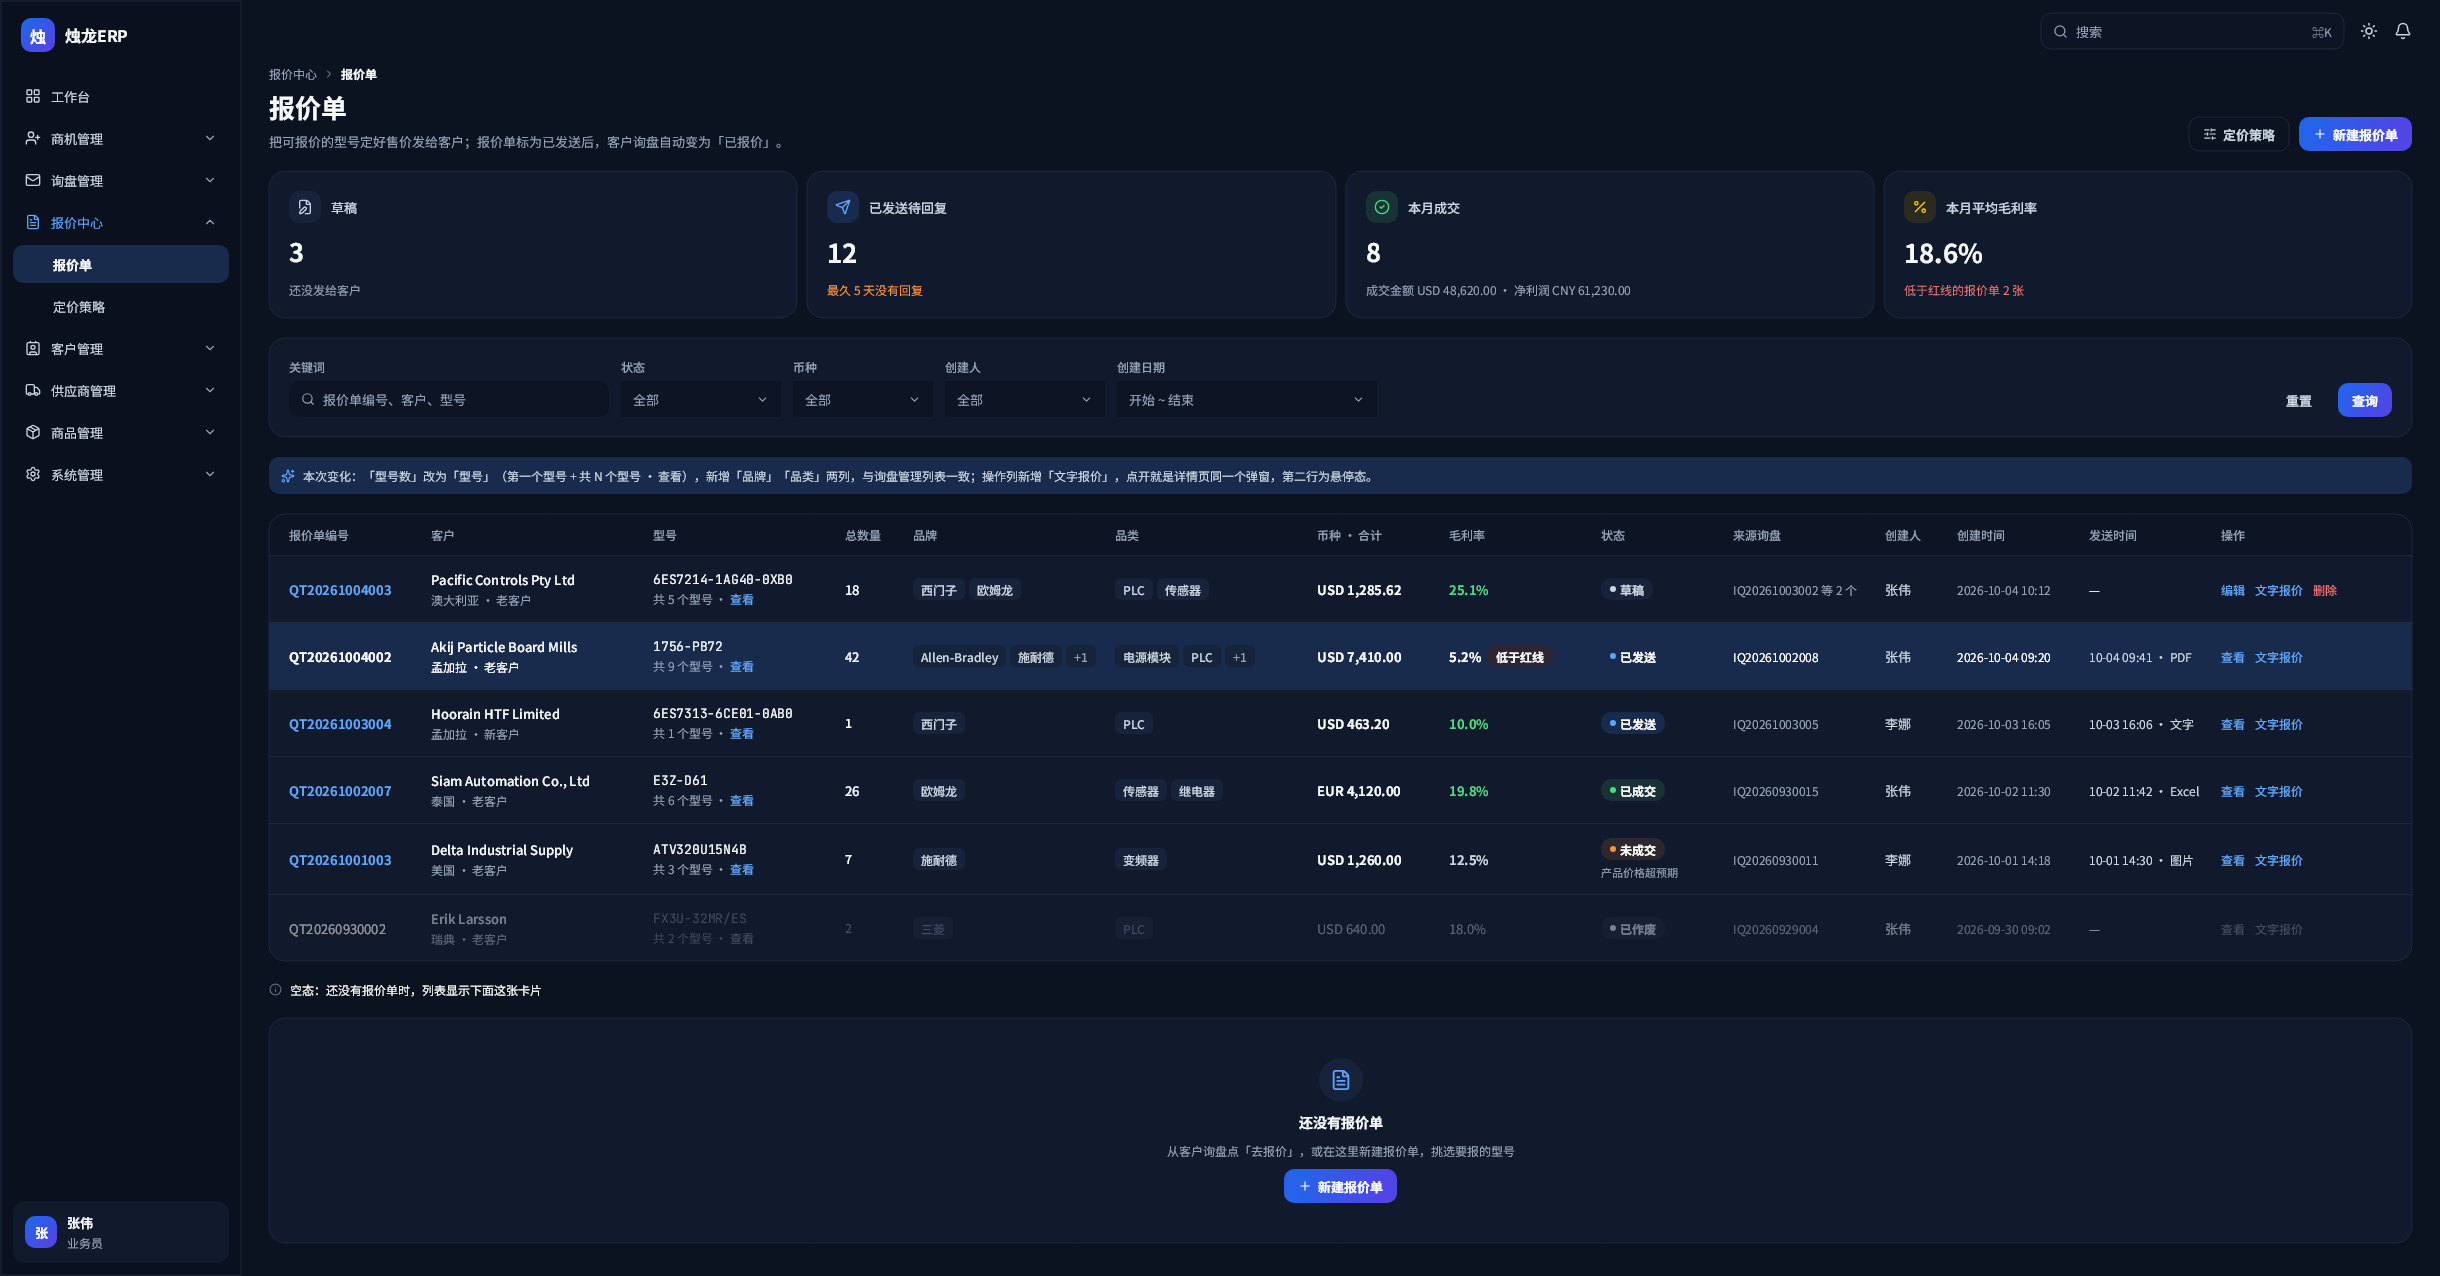 烛 烛龙ERP
搜索 ⌘K
工作台
商机管理
询盘管理
报价中心
报价单
定价策略
客户管理
供应商管理
商品管理
系统管理
张 张伟
业务员
报价中心 > 报价单
报价单
把可报价的型号定好售价发给客户；报价单标为已发送后，客户询盘自动变为「已报价」。
定价策略 + 新建报价单
草稿
3
还没发给客户
已发送待回复
12
最久 5 天没有回复
本月成交
8
成交金额 USD 48,620.00 · 净利润 CNY 61,230.00
本月平均毛利率
18.6%
低于红线的报价单 2 张
关键词 状态 币种 创建人 创建日期
报价单编号、客户、型号 全部 全部 全部 开始 ~ 结束 重置 查询
本次变化：「型号数」改为「型号」（第一个型号 + 共 N 个型号 · 查看），新增「品牌」「品类」两列，与询盘管理列表一致；操作列新增「文字报价」，点开就是详情页同一个弹窗，第二行为悬停态。
报价单编号 客户 型号 总数量 品牌 品类 币种 · 合计 毛利率 状态 来源询盘 创建人 创建时间 发送时间 操作
QT20261004003 Pacific Controls Pty Ltd 6ES7214-1AG40-0XB0 18 西门子 欧姆龙 PLC 传感器 USD 1,285.62 25.1% 草稿 IQ20261003002 等 2 个 张伟 2026-10-04 10:12 — 编辑 文字报价 删除
澳大利亚 · 老客户 共 5 个型号 · 查看
QT20261004002 Akij Particle Board Mills 1756-PB72 42 Allen-Bradley 施耐德 +1 电源模块 PLC +1 USD 7,410.00 5.2% 低于红线 已发送 IQ20261002008 张伟 2026-10-04 09:20 10-04 09:41 · PDF 查看 文字报价
孟加拉 · 老客户 共 9 个型号 · 查看
QT20261003004 Hoorain HTF Limited 6ES7313-6CE01-0AB0 1 西门子 PLC USD 463.20 10.0% 已发送 IQ20261003005 李娜 2026-10-03 16:05 10-03 16:06 · 文字 查看 文字报价
孟加拉 · 新客户 共 1 个型号 · 查看
QT20261002007 Siam Automation Co., Ltd E3Z-D61 26 欧姆龙 传感器 继电器 EUR 4,120.00 19.8% 已成交 IQ20260930015 张伟 2026-10-02 11:30 10-02 11:42 · Excel 查看 文字报价
泰国 · 老客户 共 6 个型号 · 查看
QT20261001003 Delta Industrial Supply ATV320U15N4B 7 施耐德 变频器 USD 1,260.00 12.5% 未成交 IQ20260930011 李娜 2026-10-01 14:18 10-01 14:30 · 图片 查看 文字报价
美国 · 老客户 共 3 个型号 · 查看 产品价格超预期
QT20260930002 Erik Larsson FX3U-32MR/ES 2 三菱 PLC USD 640.00 18.0% 已作废 IQ20260929004 张伟 2026-09-30 09:02 — 查看 文字报价
瑞典 · 老客户 共 2 个型号 · 查看
空态：还没有报价单时，列表显示下面这张卡片
还没有报价单
从客户询盘点「去报价」，或在这里新建报价单，挑选要报的型号
+ 新建报价单